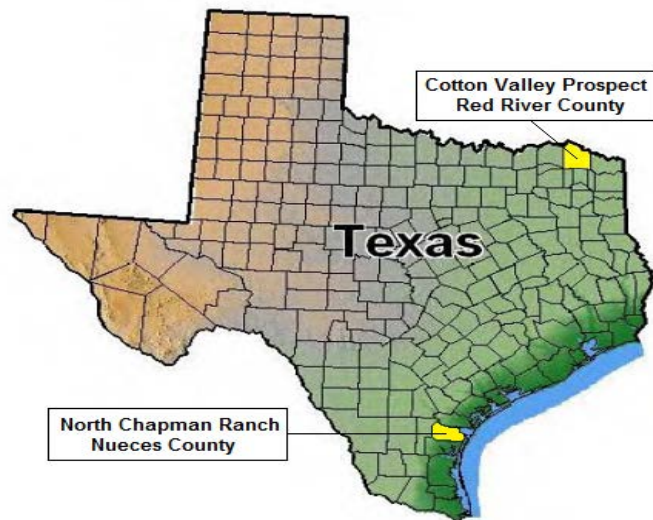 Cotton Valley Prospect
Red River County
Texas
North Chapman Ranch
Nueces County